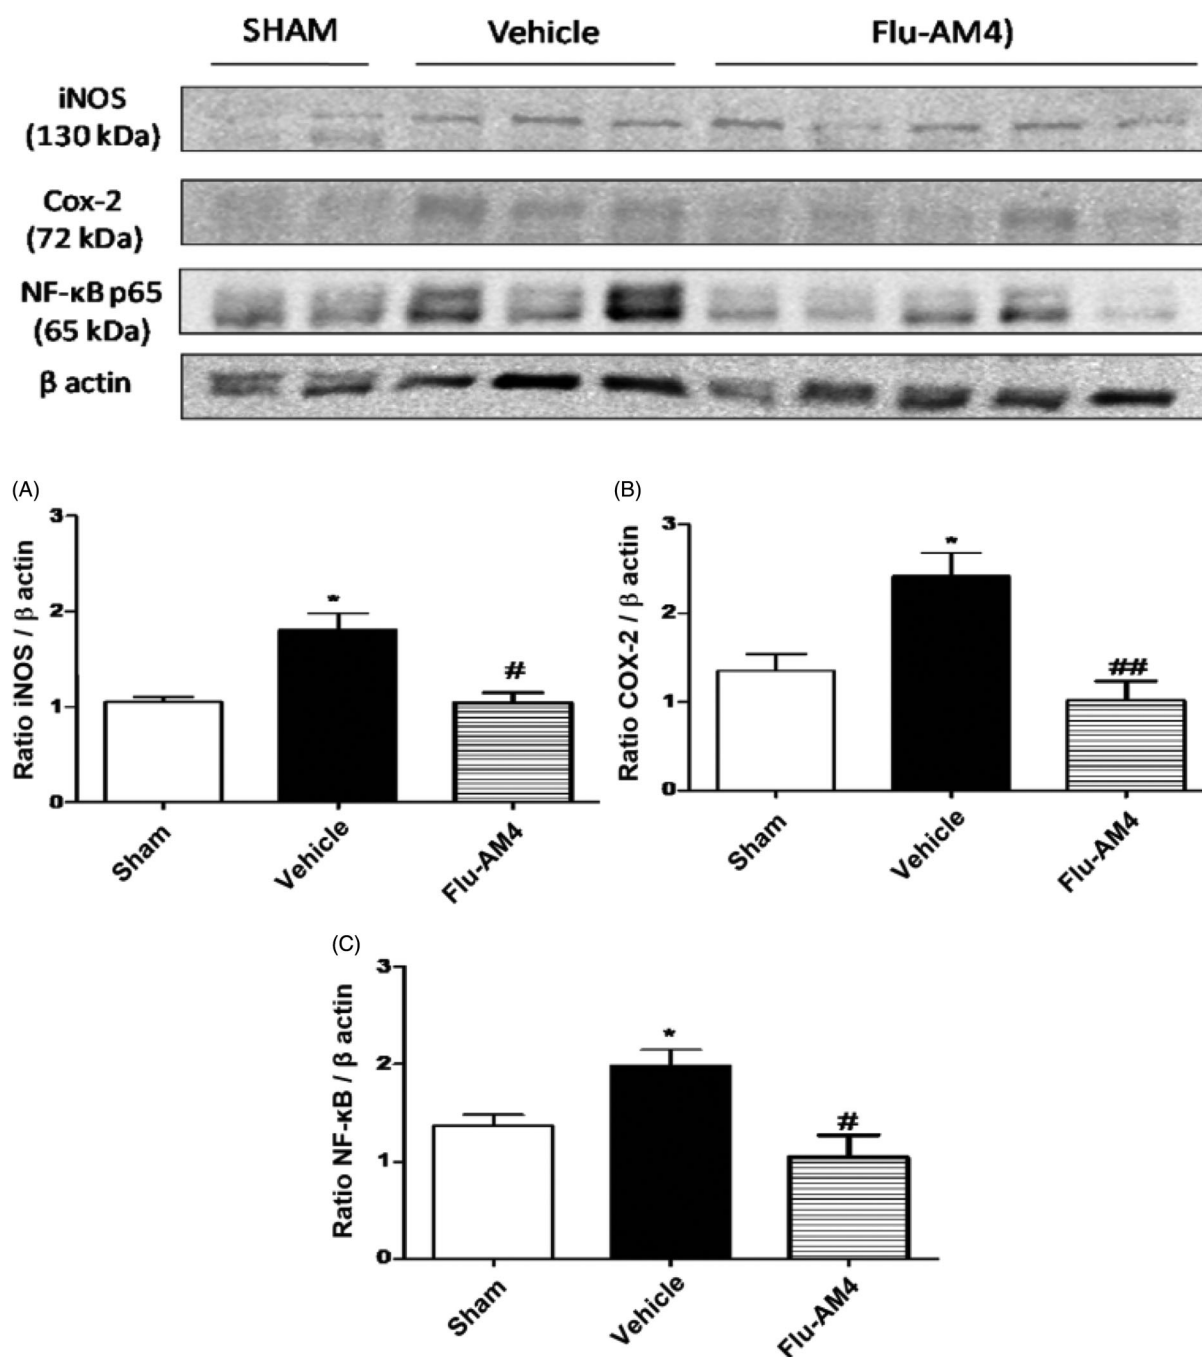 SHAM Vehicle Flu-AM4)
iNOS
(130 kDa)
Cox-2
(72 kDa)
NF-κB p65
(65 kDa)
β actin
(A)
3
2
1
0
Ratio iNOS / β actin
*
#
Sham
Vehicle
Flu-AM4
(B)
3
2
1
0
Ratio COX-2 / β actin
*
##
Sham
Vehicle
Flu-AM4
(C)
3
2
1
0
Ratio NF-κB / β actin
*
#
Sham
Vehicle
Flu-AM4